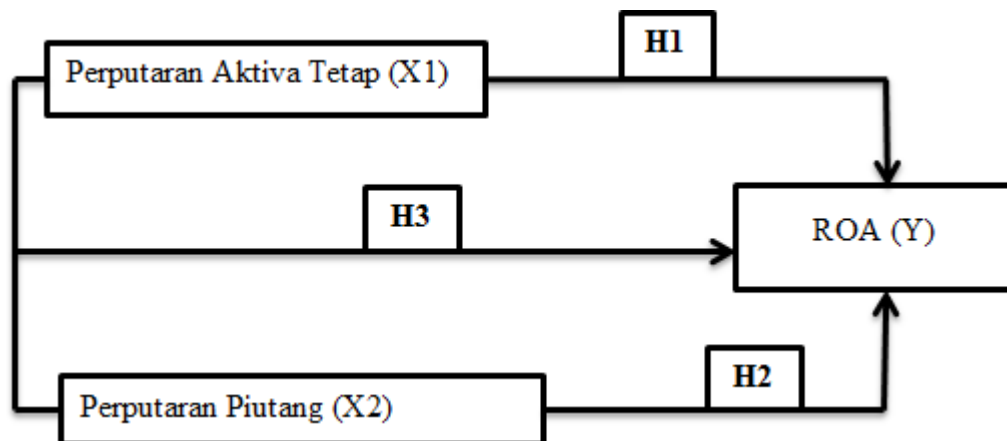 H1
Perputaran Aktiva Tetap (X1)
H3
ROA (Y)
H2
Perputaran Piutang (X2)